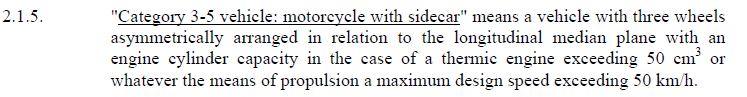 2.1.5. "Category 3-5 vehicle: motorcycle with sidecar" means a vehicle with three wheels
asymmetrically arranged in relation to the longitudinal median plane with an
engine cylinder capacity in the case of a thermic engine exceeding 50 cm³ or
whatever the means of propulsion a maximum design speed exceeding 50 km/h.